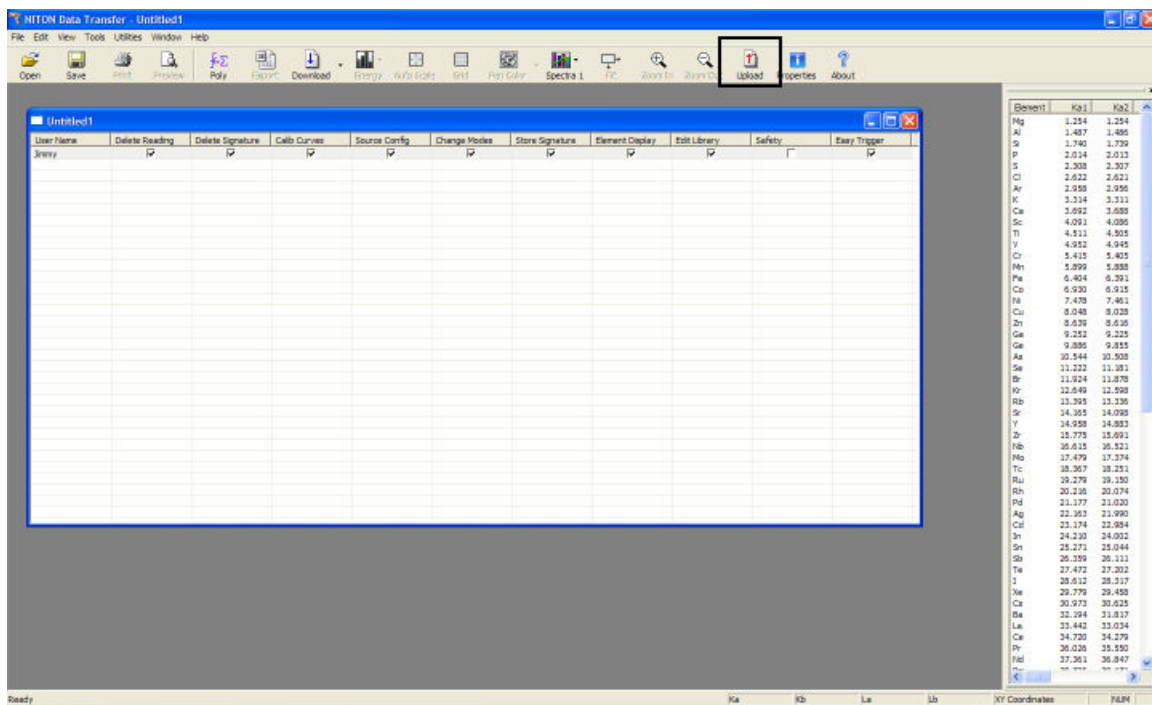 NITON Data Transfer - Untitled1
File Edit View Tools Utilities Window Help
Open Save Print Preview Poly Export Download Energy Auto Scale Grid Pen Color Spectra 1 Fit Zoom In Zoom Out Upload Properties About
Untitled1
User Name Delete Reading Delete Signature Calib Curves Source Config Change Modes Store Signature Element Display Edit Library Safety Easy Trigger
Jimmy
Element Ka1 Ka2
Mg 1.254 1.254
Al 1.487 1.486
Si 1.740 1.739
P 2.014 2.013
S 2.308 2.307
Cl 2.622 2.621
Ar 2.958 2.956
K 3.314 3.311
Ca 3.692 3.688
Sc 4.091 4.086
Ti 4.511 4.505
V 4.952 4.945
Cr 5.415 5.405
Mn 5.899 5.888
Fe 6.404 6.391
Co 6.930 6.915
Ni 7.478 7.461
Cu 8.048 8.028
Zn 8.639 8.616
Ga 9.252 9.225
Ge 9.886 9.855
As 10.544 10.508
Se 11.222 11.181
Br 11.924 11.878
Kr 12.649 12.598
Rb 13.395 13.336
Sr 14.165 14.098
Y 14.958 14.883
Zr 15.775 15.691
Nb 16.615 16.521
Mo 17.479 17.374
Tc 18.367 18.251
Ru 19.279 19.150
Rh 20.216 20.074
Pd 21.177 21.020
Ag 22.163 21.990
Cd 23.174 22.984
In 24.210 24.002
Sn 25.271 25.044
Sb 26.359 26.111
Te 27.472 27.202
I 28.612 28.317
Xe 29.779 29.458
Cs 30.973 30.625
Ba 32.194 31.817
La 33.442 33.034
Ce 34.720 34.279
Pr 36.026 35.550
Nd 37.361 36.847
Ready Ka Kb La Lb XY Coordinates NUM